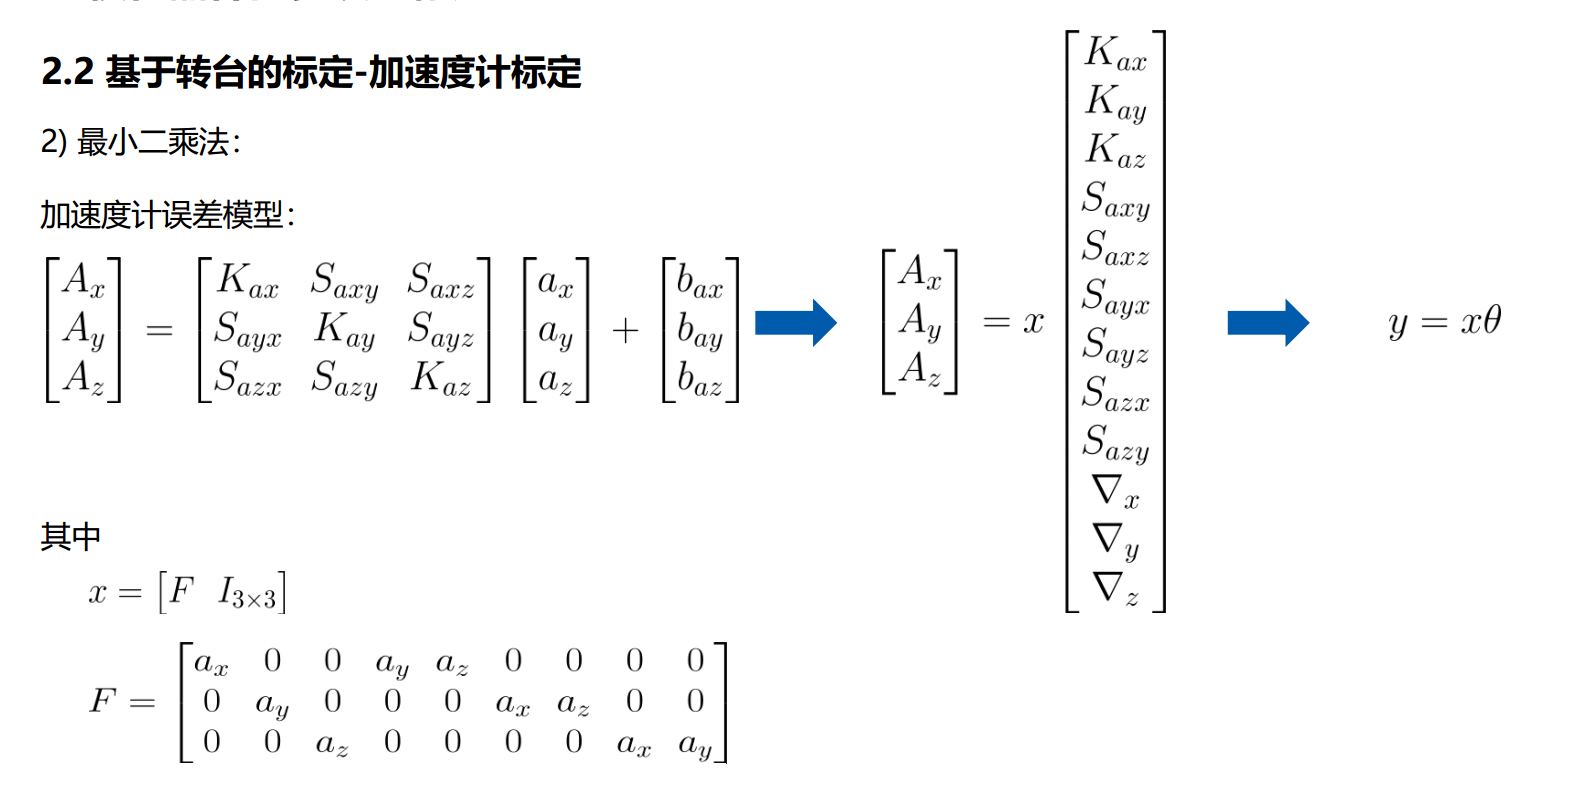 2.2 基于转台的标定-加速度计标定
2) 最小二乘法：
加速度计误差模型：
$\begin{bmatrix} A_x \\ A_y \\ A_z \end{bmatrix} = \begin{bmatrix} K_{ax} & S_{axy} & S_{axz} \\ S_{ayx} & K_{ay} & S_{ayz} \\ S_{azx} & S_{azy} & K_{az} \end{bmatrix} \begin{bmatrix} a_x \\ a_y \\ a_z \end{bmatrix} + \begin{bmatrix} b_{ax} \\ b_{ay} \\ b_{az} \end{bmatrix}$
$\begin{bmatrix} A_x \\ A_y \\ A_z \end{bmatrix} = x \begin{bmatrix} K_{ax} \\ K_{ay} \\ K_{az} \\ S_{axy} \\ S_{axz} \\ S_{ayx} \\ S_{ayz} \\ S_{azx} \\ S_{azy} \\ \nabla_x \\ \nabla_y \\ \nabla_z \end{bmatrix}$
$y = x\theta$
其中
$x = \begin{bmatrix} F & I_{3\times3} \end{bmatrix}$
$F = \begin{bmatrix} a_x & 0 & 0 & a_y & a_z & 0 & 0 & 0 & 0 \\ 0 & a_y & 0 & 0 & 0 & a_x & a_z & 0 & 0 \\ 0 & 0 & a_z & 0 & 0 & 0 & 0 & a_x & a_y \end{bmatrix}$